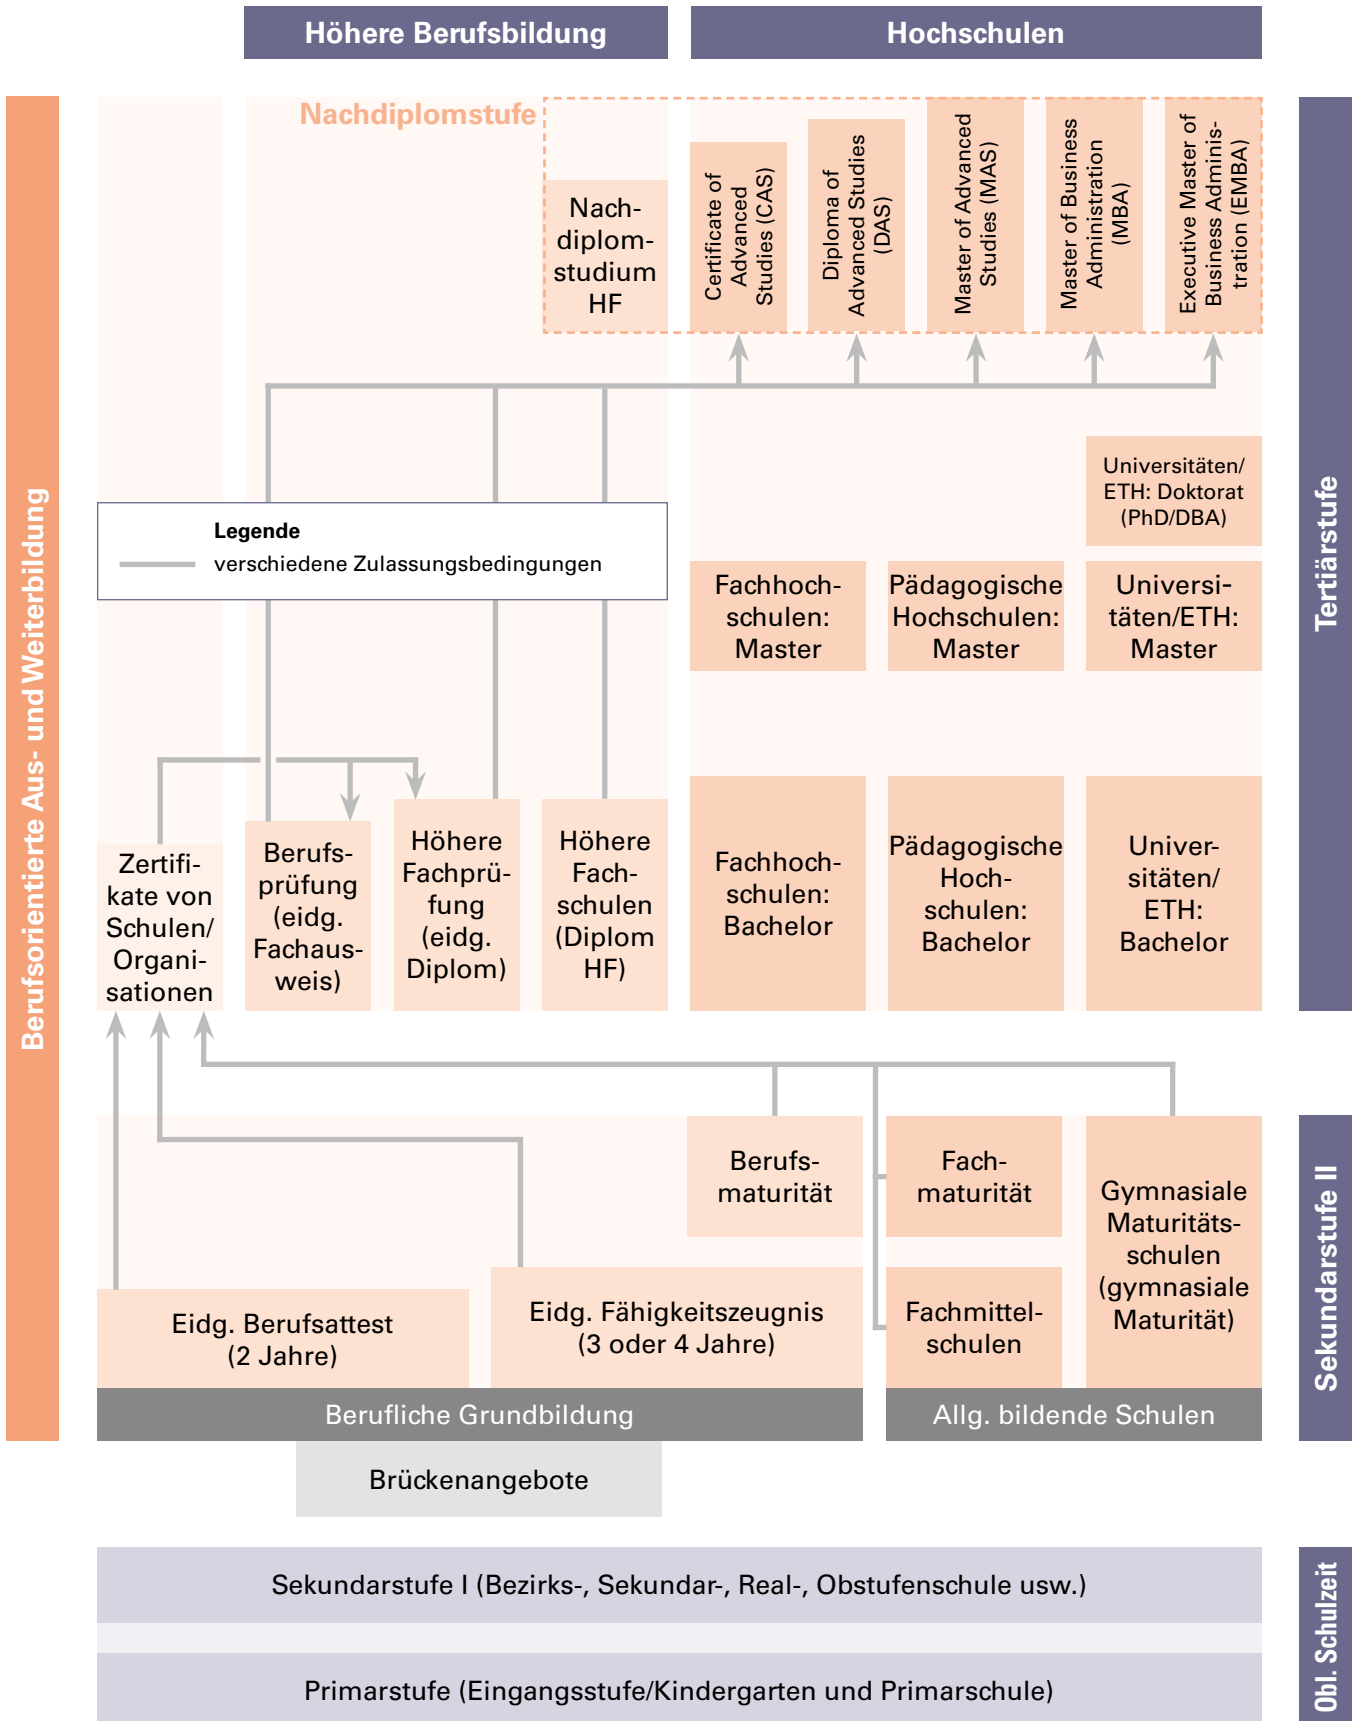 Höhere Berufsbildung
Hochschulen
Berufsorientierte Aus- und Weiterbildung
Tertiärstufe
Nachdiplomstufe
Nach-
diplom-
studium
HF
Certificate of
Advanced
Studies (CAS)
Diploma of
Advanced Studies
(DAS)
Master of Advanced
Studies (MAS)
Master of Business
Administration
(MBA)
Executive Master of
Business Adminis-
tration (EMBA)
Universitäten/
ETH: Doktorat
(PhD/DBA)
Legende
verschiedene Zulassungsbedingungen
Fachhoch-
schulen:
Master
Pädagogische
Hochschulen:
Master
Universi-
täten/ETH:
Master
Zertifi-
kate von
Schulen/
Organi-
sationen
Berufs-
prüfung
(eidg.
Fachaus-
weis)
Höhere
Fachprü-
fung
(eidg.
Diplom)
Höhere
Fach-
schulen
(Diplom
HF)
Fachhoch-
schulen:
Bachelor
Pädagogische
Hoch-
schulen:
Bachelor
Univer-
sitäten/
ETH:
Bachelor
Sekundarstufe II
Berufs-
maturität
Fach-
maturität
Gymnasiale
Maturitäts-
schulen
(gymnasiale
Maturität)
Eidg. Berufsattest
(2 Jahre)
Eidg. Fähigkeitszeugnis
(3 oder 4 Jahre)
Fachmittel-
schulen
Berufliche Grundbildung
Allg. bildende Schulen
Brückenangebote
Obl. Schulzeit
Sekundarstufe I (Bezirks-, Sekundar-, Real-, Obstufenschule usw.)
Primarstufe (Eingangsstufe/Kindergarten und Primarschule)